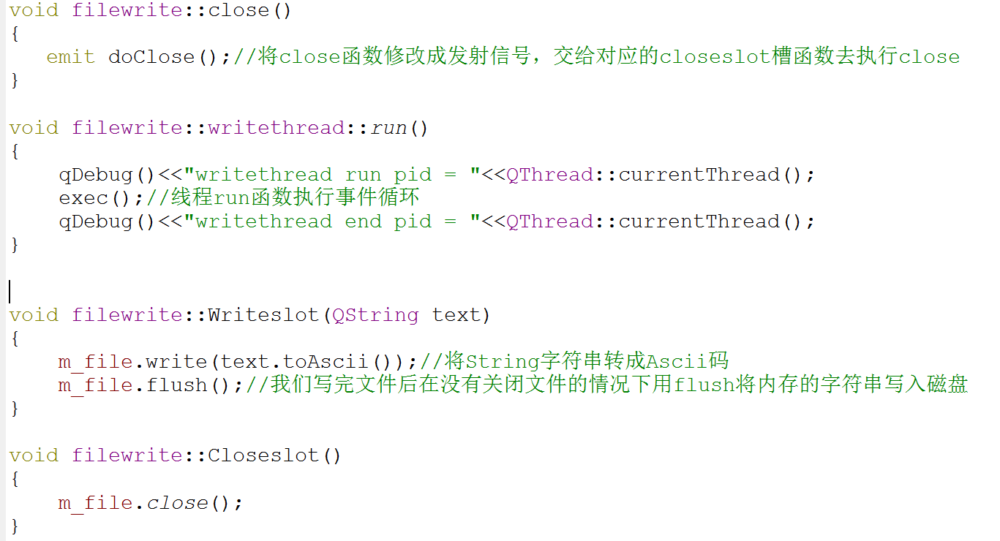 void filewrite::close()
{
   emit doClose();//将close函数修改成发射信号，交给对应的closeslot槽函数去执行close
}
void filewrite::writethread::run()
{
    qDebug()<<"writethread run pid = "<<QThread::currentThread();
    exec();//线程run函数执行事件循环
    qDebug()<<"writethread end pid = "<<QThread::currentThread();
}
void filewrite::Writeslot(QString text)
{
    m_file.write(text.toAscii());//将String字符串转成Ascii码
    m_file.flush();//我们写完文件后在没有关闭文件的情况下用flush将内存的字符串写入磁盘
}
void filewrite::Closeslot()
{
    m_file.close();
}